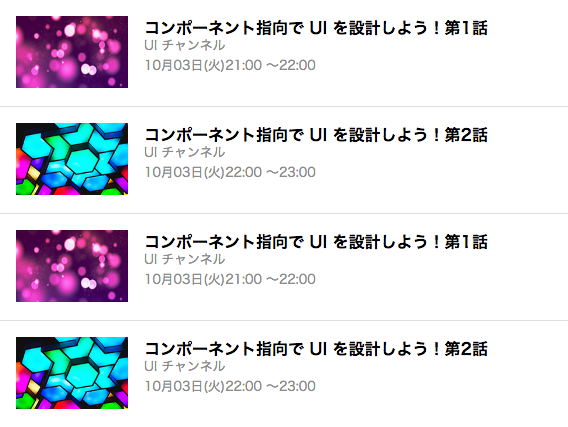 コンポーネント指向で UI を設計しよう！第1話
UI チャンネル
10月03日(火)21:00 〜22:00
コンポーネント指向で UI を設計しよう！第2話
UI チャンネル
10月03日(火)22:00 〜23:00
コンポーネント指向で UI を設計しよう！第1話
UI チャンネル
10月03日(火)21:00 〜22:00
コンポーネント指向で UI を設計しよう！第2話
UI チャンネル
10月03日(火)22:00 〜23:00